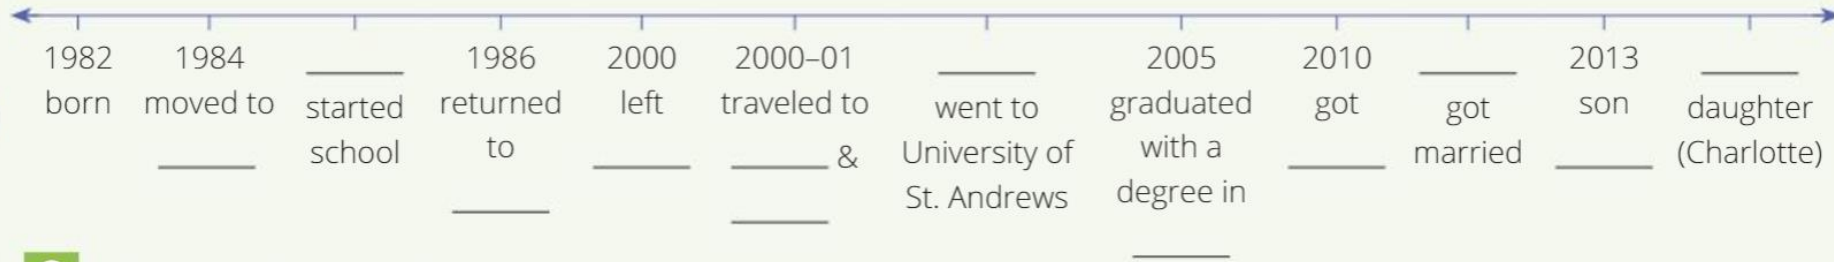 1982
born
1984
moved to
______
______
started
school
1986
returned
to
______
2000
left
______
2000–01
traveled to
______ &
______
______
went to
University of
St. Andrews
2005
graduated
with a
degree in
______
2010
got
______
______
got
married
2013
son
______
______
daughter
(Charlotte)